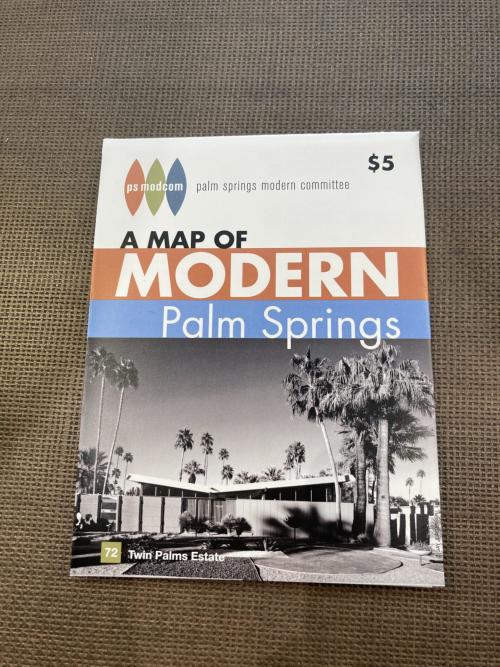 $5
ps modcom
palm springs modern committee
A MAP OF
MODERN
Palm Springs
72 Twin Palms Estate